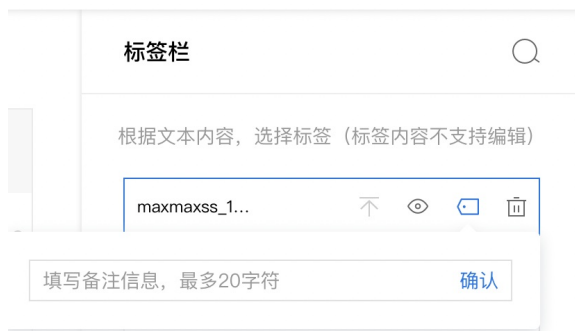 标签栏
根据文本内容，选择标签（标签内容不支持编辑）
maxmaxss_1...
填写备注信息，最多20字符
确认